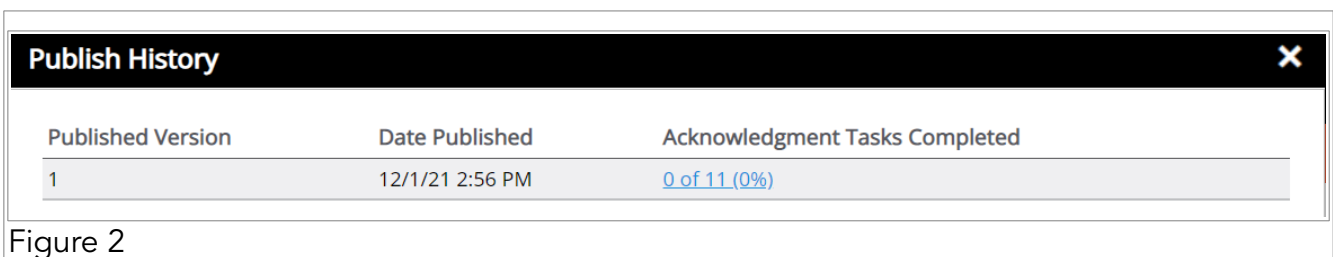 Publish History
Published Version Date Published Acknowledgment Tasks Completed
1 12/1/21 2:56 PM 0 of 11 (0%)
Figure 2